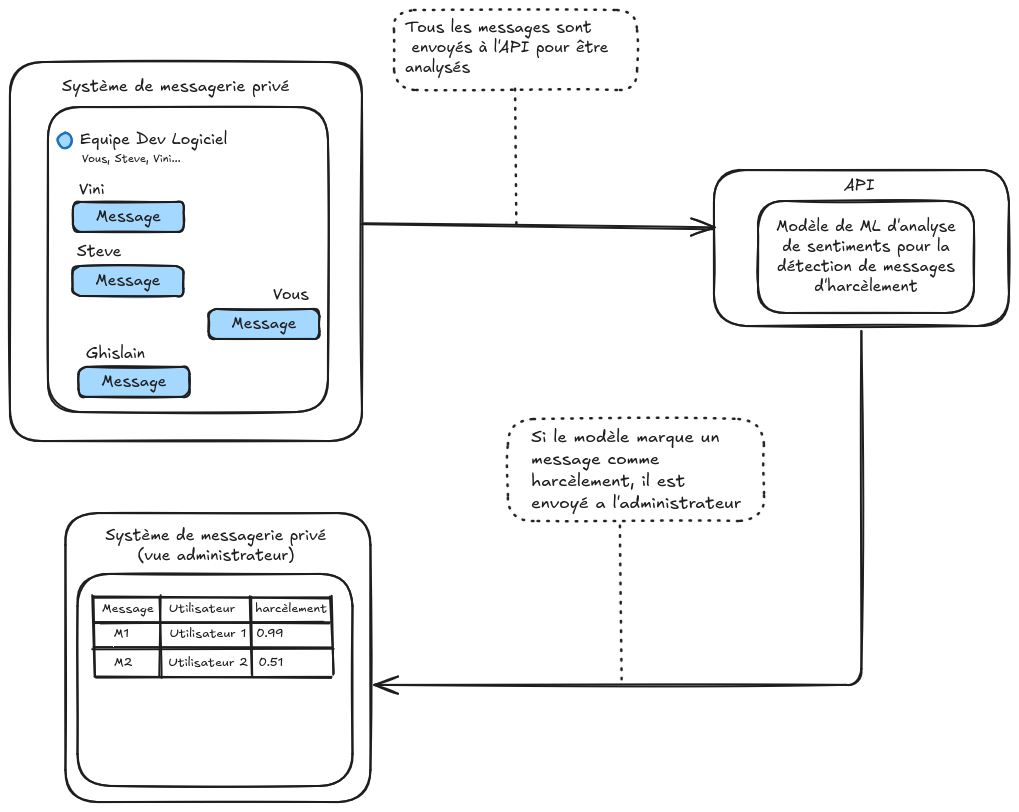 Tous les messages sont
envoyés à l'API pour être
analysés
Système de messagerie privé
Equipe Dev Logiciel
Vous, Steve, Vini...
Vini
Message
Steve
Message
Vous
Message
Ghislain
Message
API
Modèle de ML d'analyse
de sentiments pour la
détection de messages
d'harcèlement
Si le modèle marque un
message comme
harcèlement, il est
envoyé a l'administrateur
Système de messagerie privé
(vue administrateur)
Message Utilisateur harcèlement
M1 Utilisateur 1 0.99
M2 Utilisateur 2 0.51